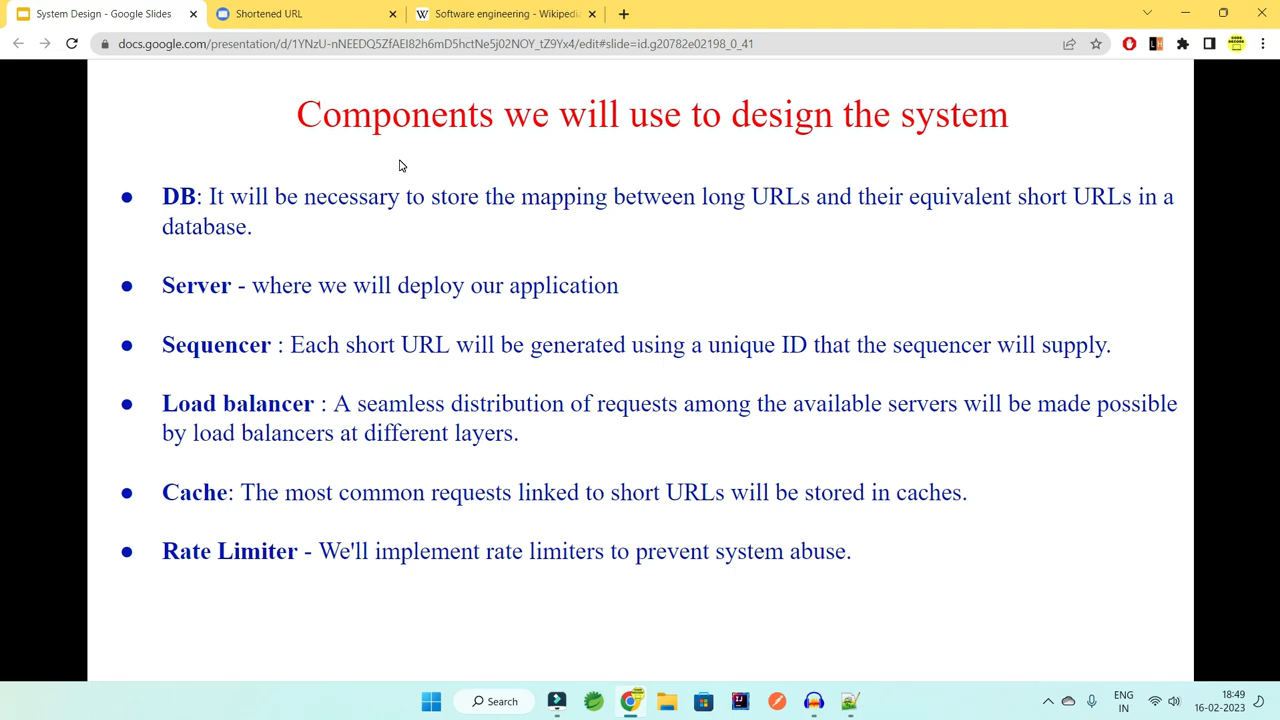 System Design - Google Slides
Shortened URL
Software engineering - Wikipedi
docs.google.com/presentation/d/1YNzU-nNEEDQ5ZfAEI82h6mDEhctNe5j02NOY_tZ9Yx4/edit#slide=id.g20782e02198_0_41
Components we will use to design the system
● DB: It will be necessary to store the mapping between long URLs and their equivalent short URLs in a
database.
● Server - where we will deploy our application
● Sequencer : Each short URL will be generated using a unique ID that the sequencer will supply.
● Load balancer : A seamless distribution of requests among the available servers will be made possible
by load balancers at different layers.
● Cache: The most common requests linked to short URLs will be stored in caches.
● Rate Limiter - We'll implement rate limiters to prevent system abuse.
Search
ENG
IN
18:49
16-02-2023